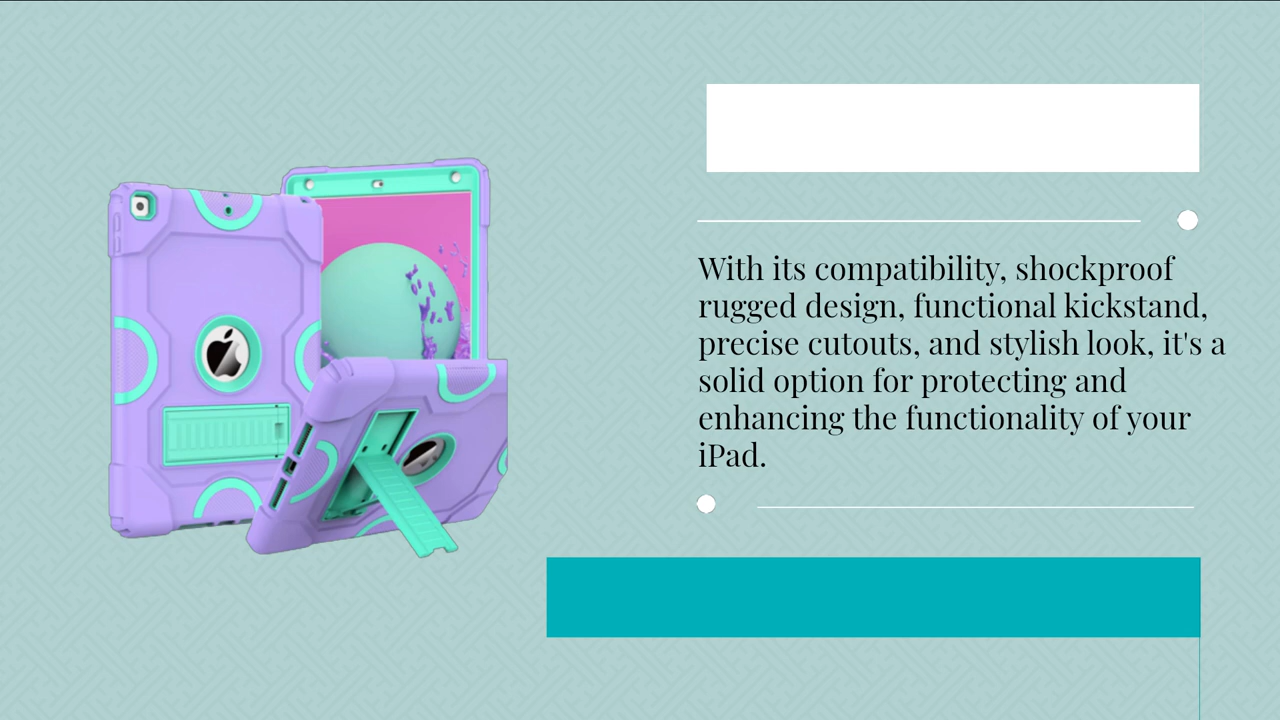 With its compatibility, shockproof
rugged design, functional kickstand,
precise cutouts, and stylish look, it's a
solid option for protecting and
enhancing the functionality of your
iPad.